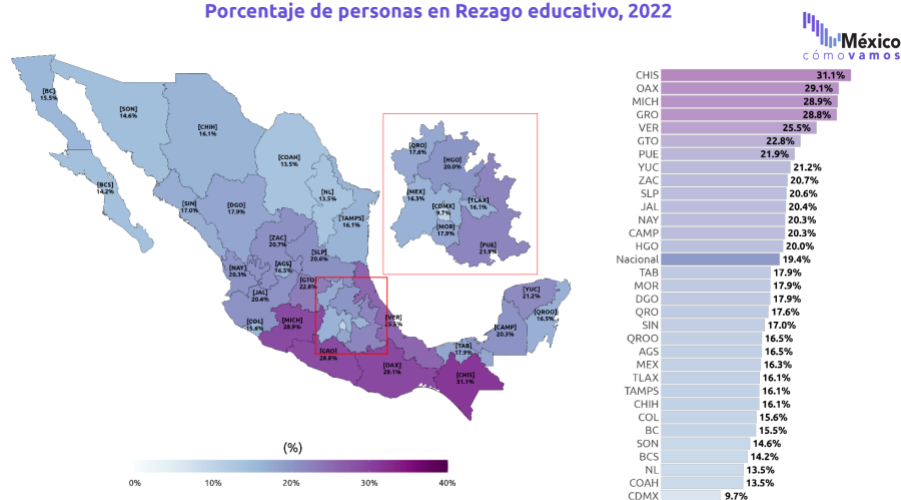 Porcentaje de personas en Rezago educativo, 2022
México
cómovamos
[BC]
15.5%
[SON]
14.6%
[CHIH]
16.1%
[COAH]
13.5%
[BCS]
14.2%
[NL]
13.5%
[SIN]
17.0%
[DGO]
17.9%
[TAMPS]
16.1%
[ZAC]
20.7%
[SLP]
20.6%
[NAY]
20.3%
[AGS]
16.5%
[GTO]
22.8%
[JAL]
20.4%
[COL]
15.6%
[MICH]
28.9%
[VER]
25.5%
[GRO]
28.8%
[OAX]
29.1%
[TAB]
17.9%
[CHIS]
31.1%
[CAMP]
20.3%
[YUC]
21.2%
[QROO]
16.5%
[QRO]
17.6%
[HGO]
20.0%
[MEX]
16.3%
[CDMX]
9.7%
[TLAX]
16.1%
[MOR]
17.9%
[PUE]
21.9%
(%)
0% 10% 20% 30% 40%
CHIS 31.1%
OAX 29.1%
MICH 28.9%
GRO 28.8%
VER 25.5%
GTO 22.8%
PUE 21.9%
YUC 21.2%
ZAC 20.7%
SLP 20.6%
JAL 20.4%
NAY 20.3%
CAMP 20.3%
HGO 20.0%
Nacional 19.4%
TAB 17.9%
MOR 17.9%
DGO 17.9%
QRO 17.6%
SIN 17.0%
QROO 16.5%
AGS 16.5%
MEX 16.3%
TLAX 16.1%
TAMPS 16.1%
CHIH 16.1%
COL 15.6%
BC 15.5%
SON 14.6%
BCS 14.2%
NL 13.5%
COAH 13.5%
CDMX 9.7%